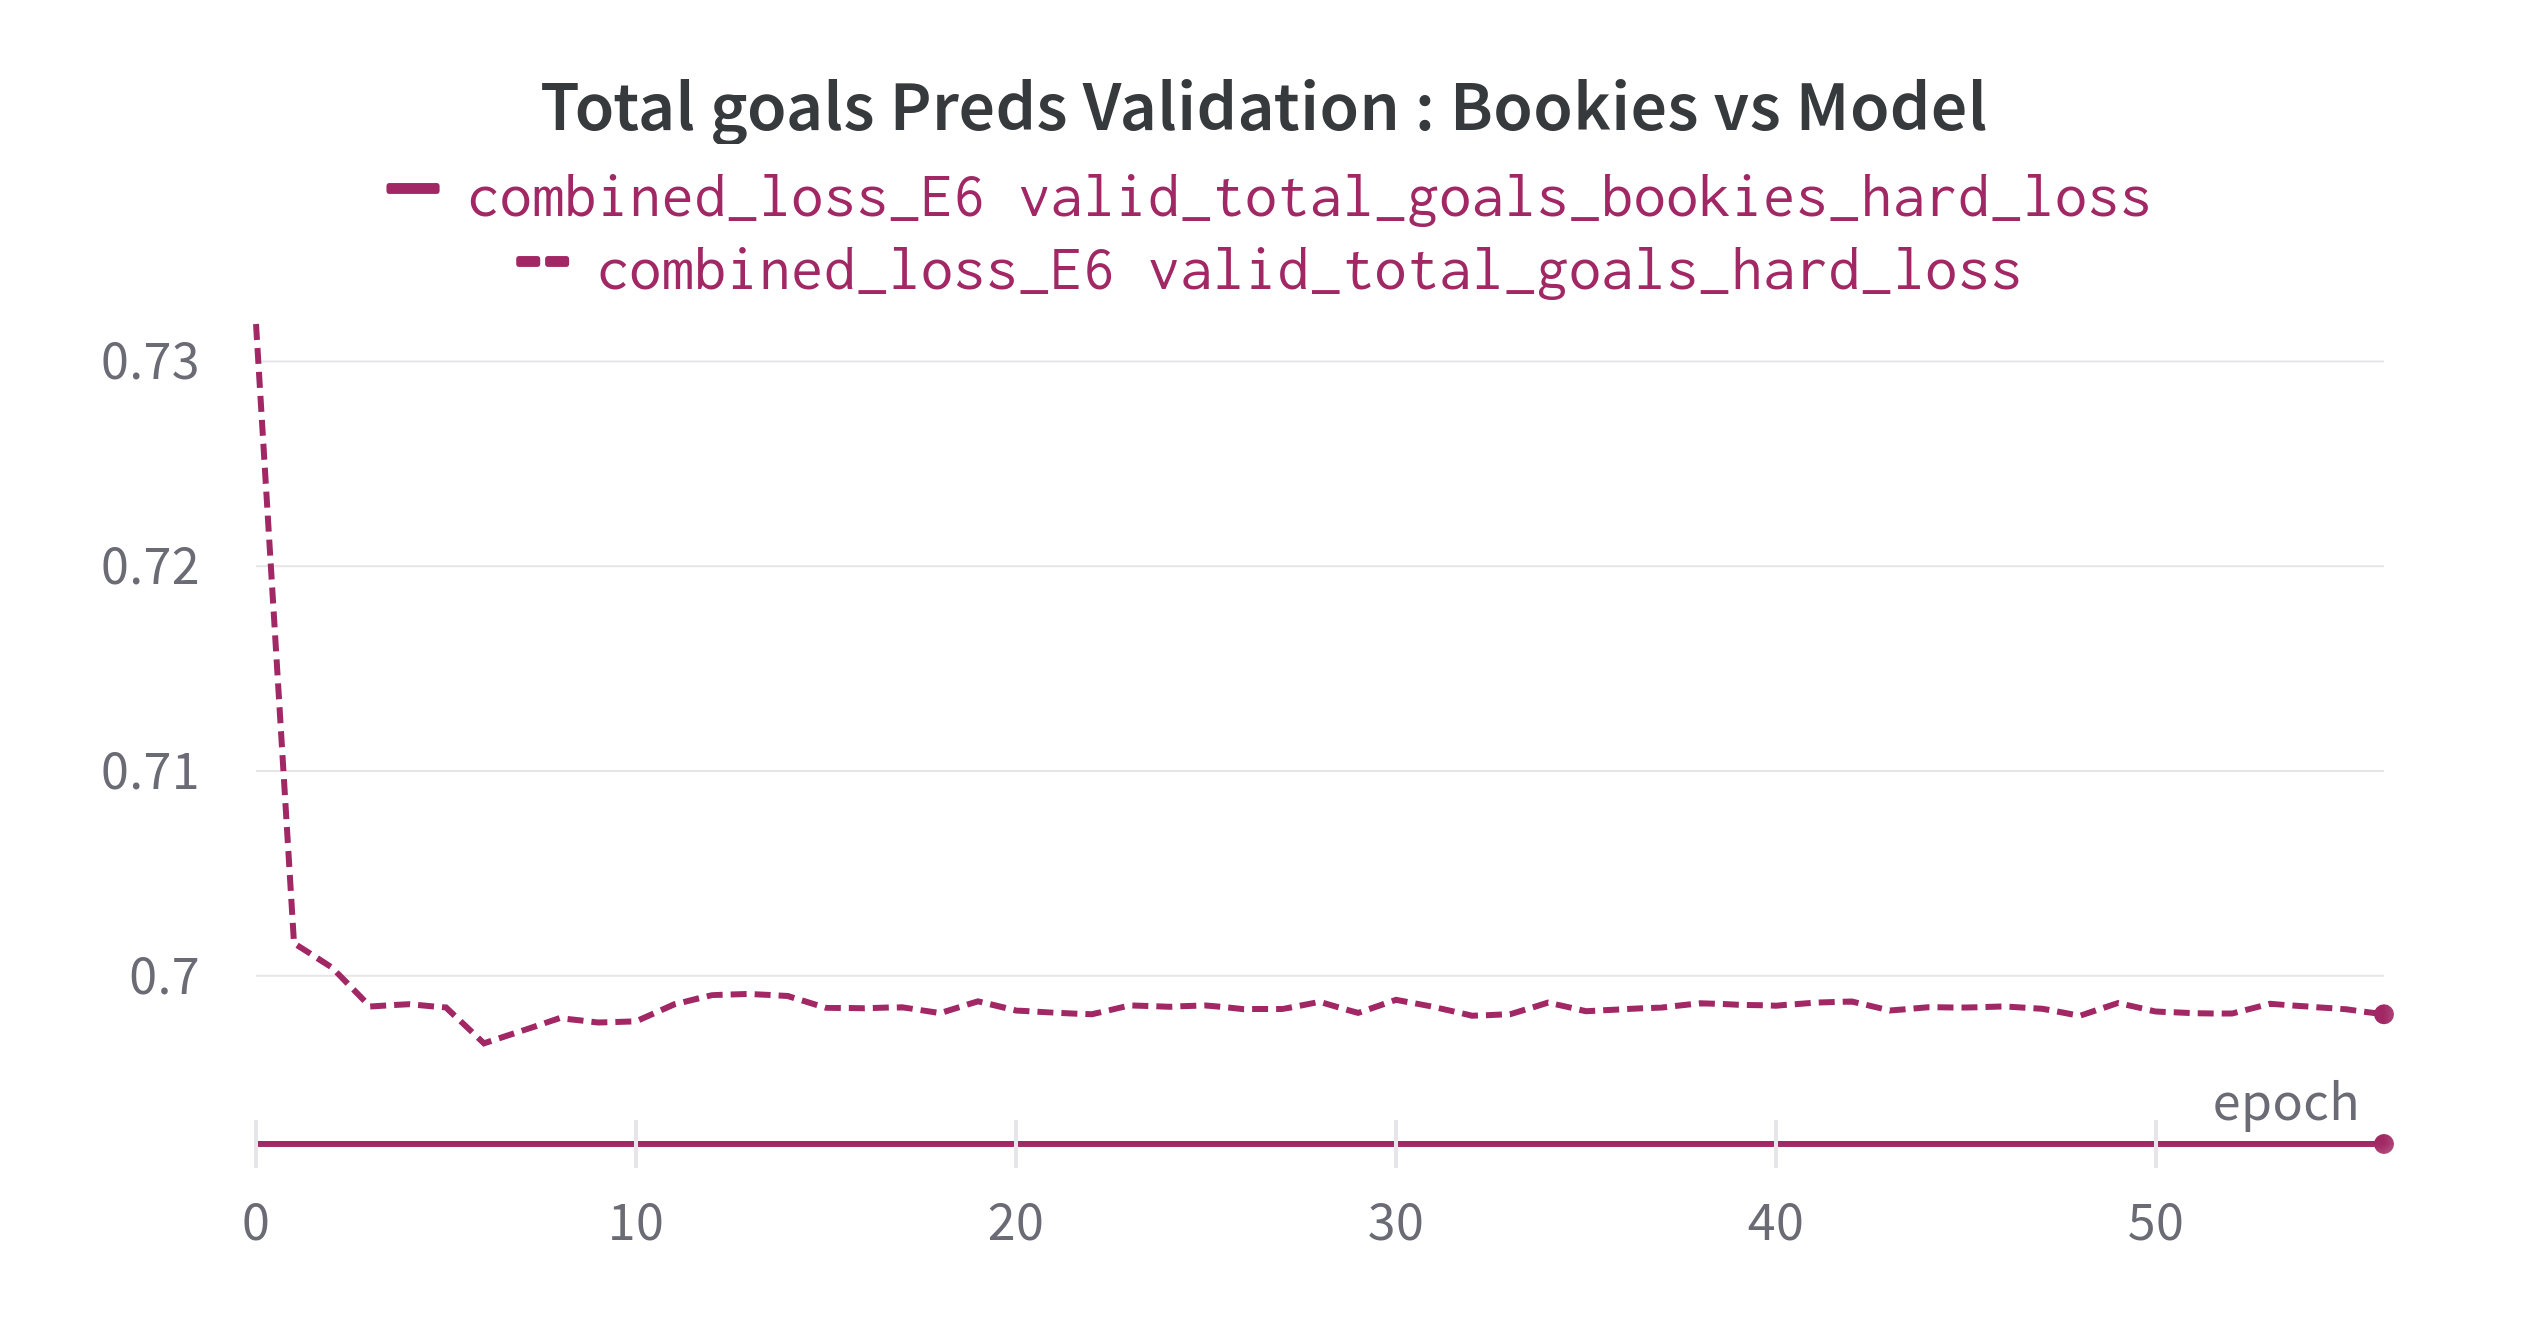 Total goals Preds Validation : Bookies vs Model
combined_loss_E6 valid_total_goals_bookies_hard_loss
combined_loss_E6 valid_total_goals_hard_loss
0.73
0.72
0.71
0.7
epoch
0 10 20 30 40 50